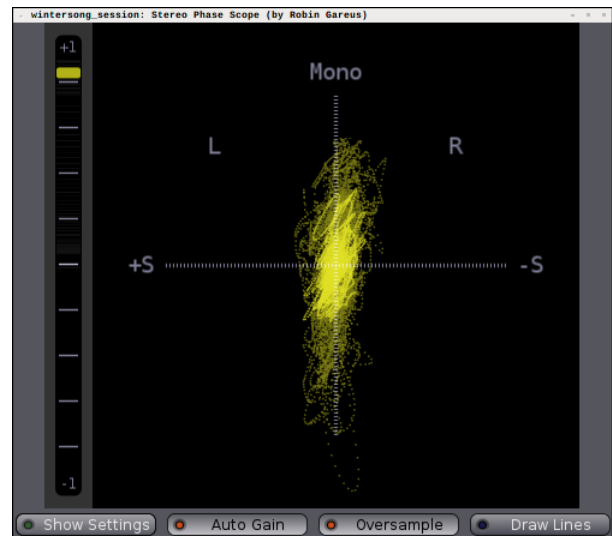 wintersong_session: Stereo Phase Scope (by Robin Gareus)
+1
Mono
L
R
+S
-S
-1
Show Settings
Auto Gain
Oversample
Draw Lines